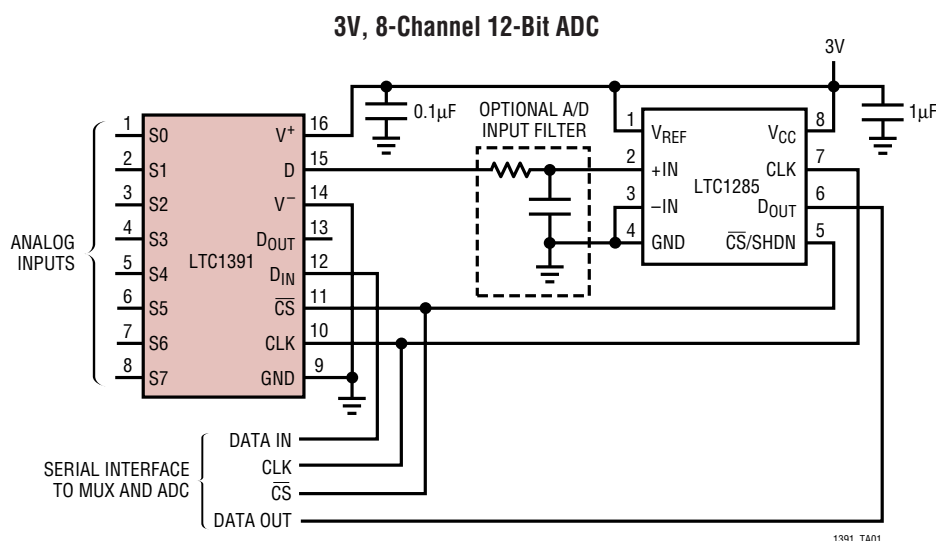 3V, 8-Channel 12-Bit ADC
3V
0.1µF
OPTIONAL A/D
INPUT FILTER
1µF
ANALOG
INPUTS
1 S0
2 S1
3 S2
4 S3
5 S4
6 S5
7 S6
8 S7
LTC1391
V+ 16
D 15
V− 14
DOUT 13
DIN 12
C̅S̅ 11
CLK 10
GND 9
1 VREF
2 +IN
3 −IN
4 GND
LTC1285
VCC 8
CLK 7
DOUT 6
C̅S̅/SHDN 5
SERIAL INTERFACE
TO MUX AND ADC
DATA IN
CLK
C̅S̅
DATA OUT
1391 TA01